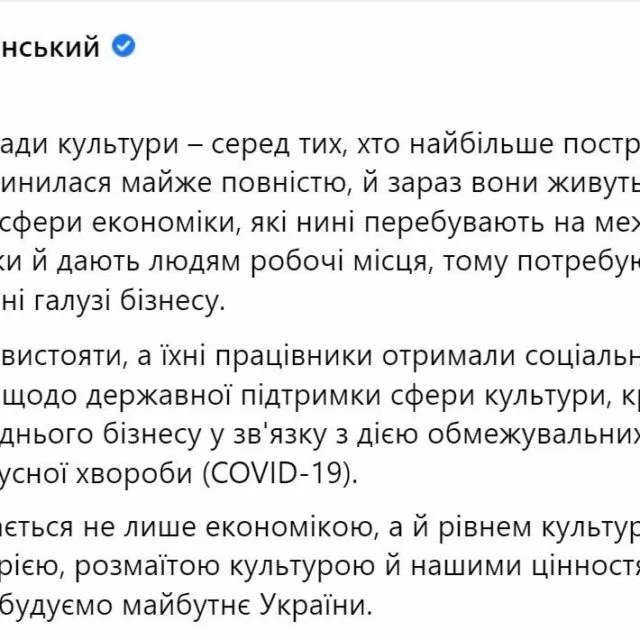 нський
ади культури – серед тих, хто найбільше постр
инилася майже повністю, й зараз вони живуть
сфери економіки, які нині перебувають на меж
ки й дають людям робочі місця, тому потребую
ні галузі бізнесу.
вистояти, а їхні працівники отримали соціальн
щодо державної підтримки сфери культури, кр
днього бізнесу у зв'язку з дією обмежувальних
усної хвороби (COVID-19).
ається не лише економікою, а й рівнем культур
рією, розмаїтою культурою й нашими цінностя
будуємо майбутнє України.